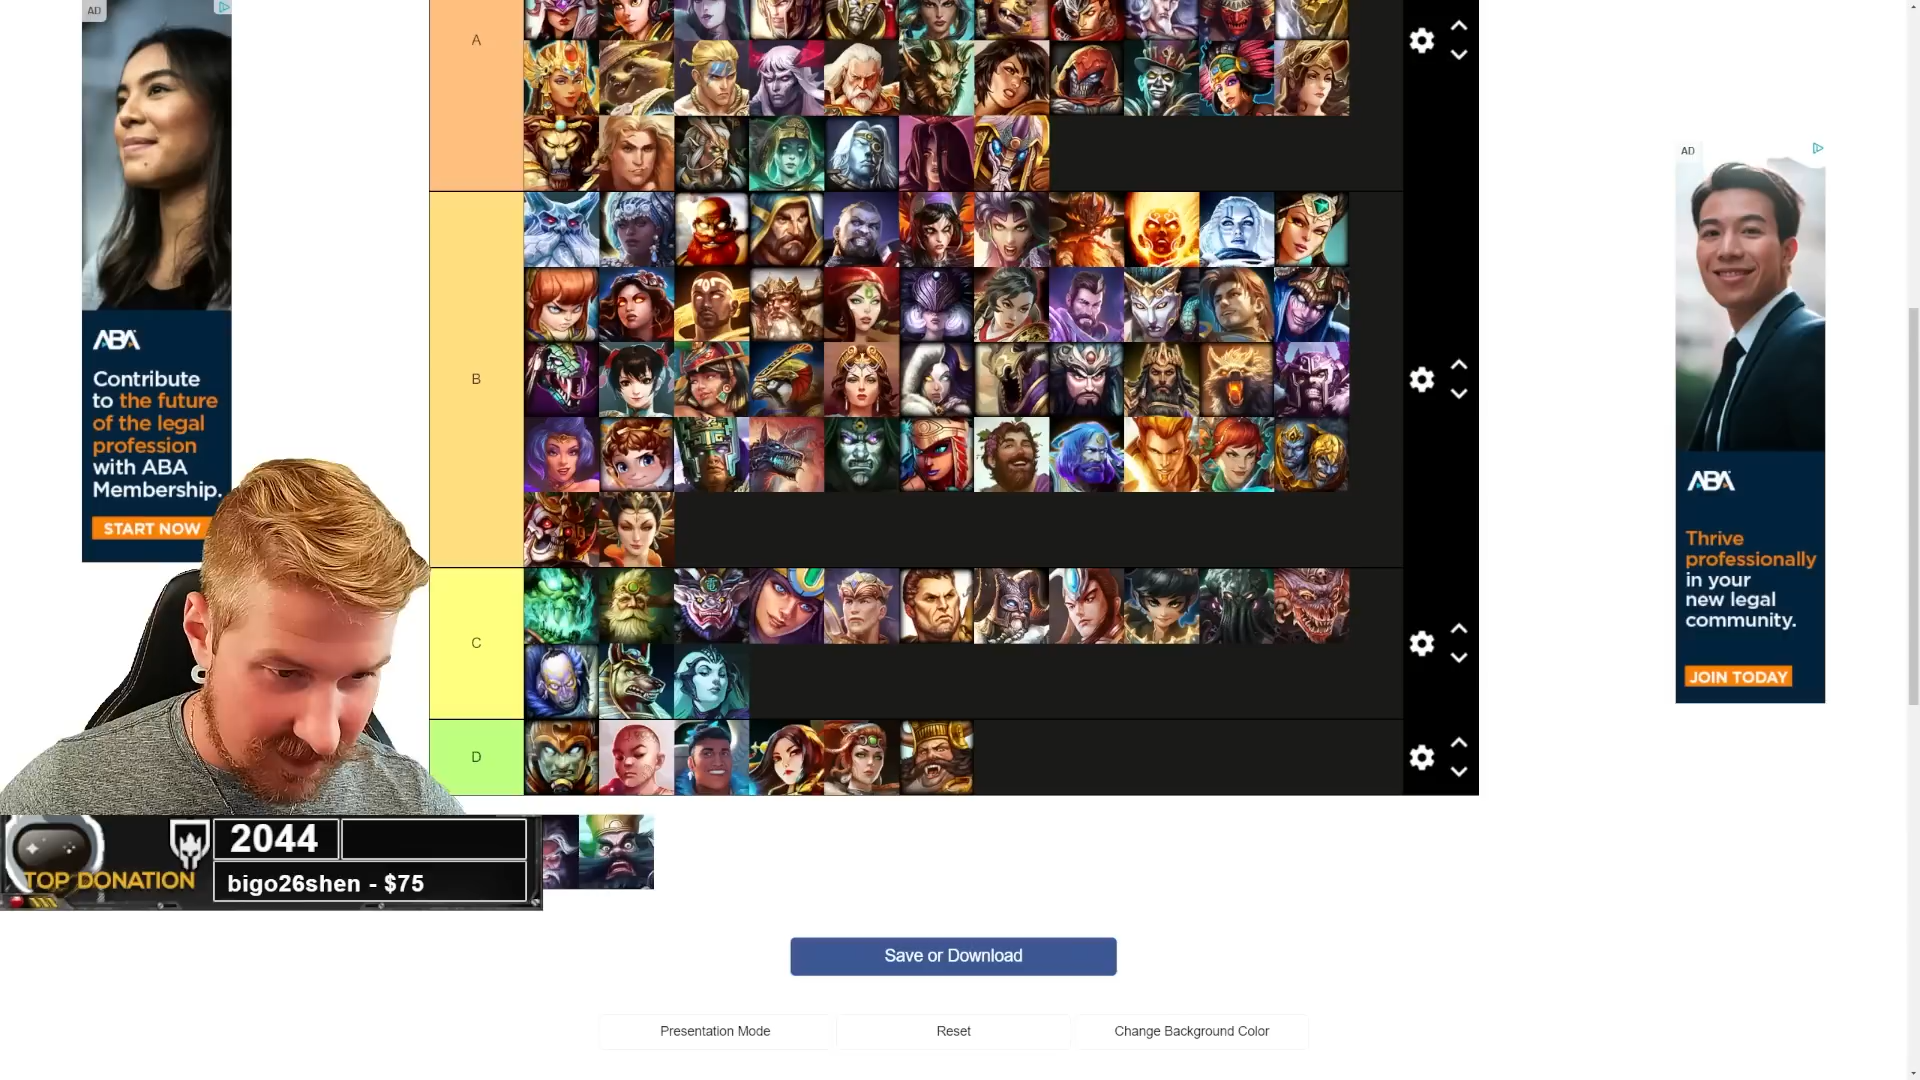 AD
A
AD
ABA
Contribute
to the future
of the legal
profession
with ABA
Membership.
START NOW
B
ABA
Thrive
professionally
in your
new legal
community.
JOIN TODAY
C
D
2044
TOP DONATION
bigo26shen - $75
Save or Download
Presentation Mode
Reset
Change Background Color